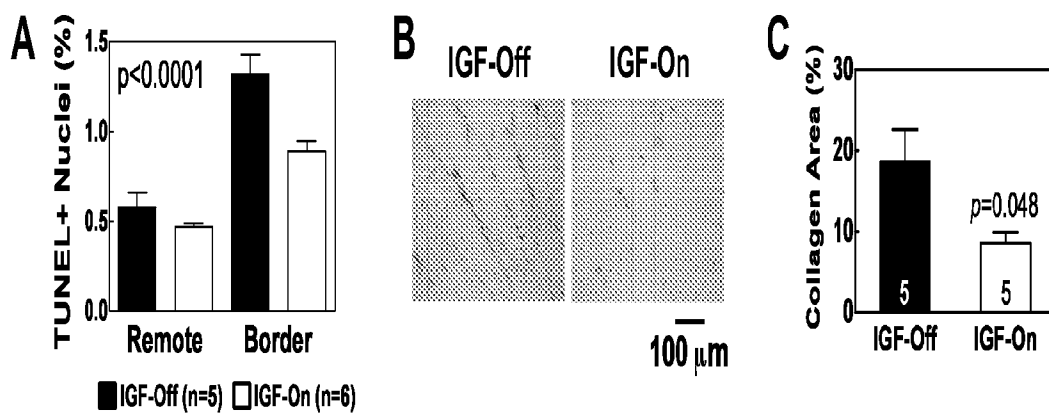 A
TUNEL+ Nuclei (%)
1.5
1.0
0.5
0.0
p<0.0001
Remote
Border
IGF-Off (n=5)
IGF-On (n=6)
B
IGF-Off
IGF-On
100 μm
C
Collagen Area (%)
30
20
10
0
p=0.048
5
5
IGF-Off
IGF-On